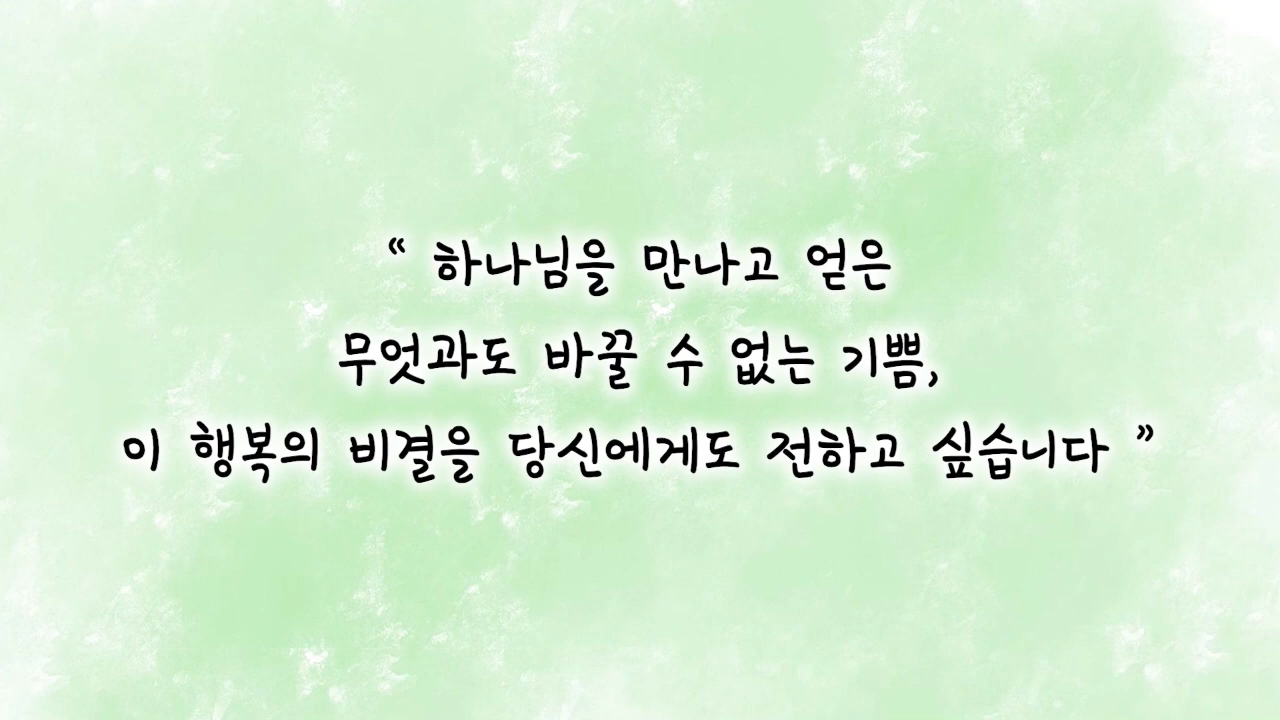 “ 하나님을 만나고 얻은
무엇과도 바꿀 수 없는 기쁨,
이 행복의 비결을 당신에게도 전하고 싶습니다 ”